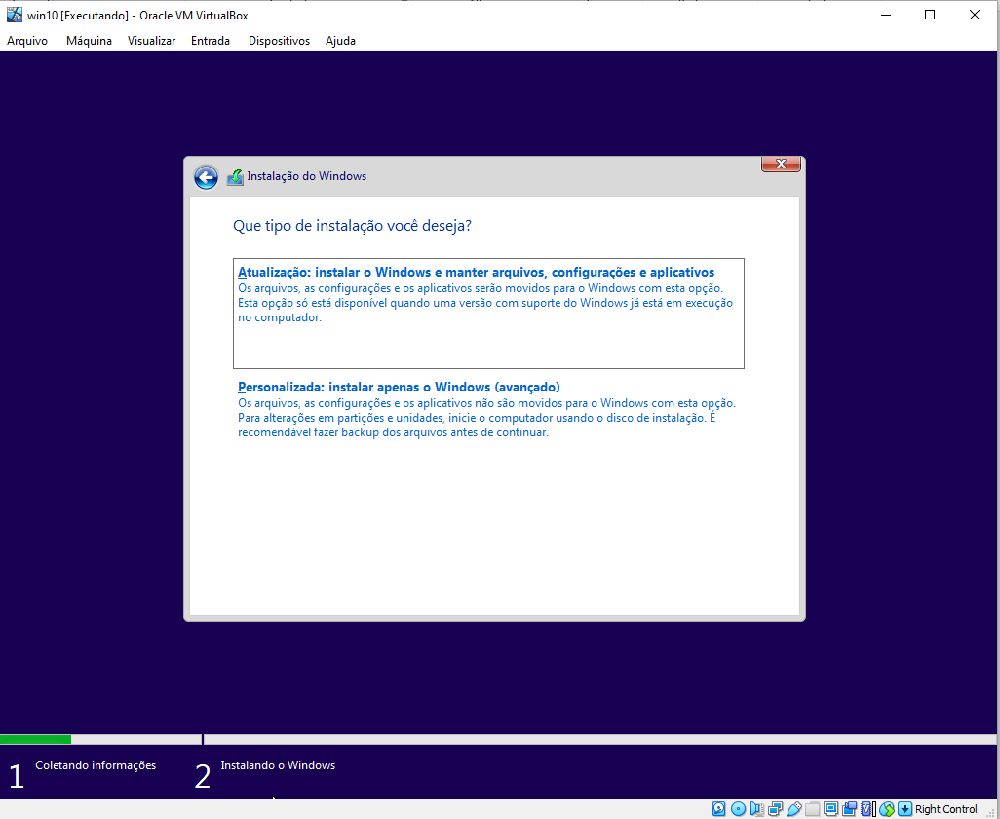 win10 [Executando] - Oracle VM VirtualBox
Arquivo Máquina Visualizar Entrada Dispositivos Ajuda
Instalação do Windows
Que tipo de instalação você deseja?
Atualização: instalar o Windows e manter arquivos, configurações e aplicativos
Os arquivos, as configurações e os aplicativos serão movidos para o Windows com esta opção.
Esta opção só está disponível quando uma versão com suporte do Windows já está em execução
no computador.
Personalizada: instalar apenas o Windows (avançado)
Os arquivos, as configurações e os aplicativos não são movidos para o Windows com esta opção.
Para alterações em partições e unidades, inicie o computador usando o disco de instalação. É
recomendável fazer backup dos arquivos antes de continuar.
1 Coletando informações 2 Instalando o Windows
Right Control